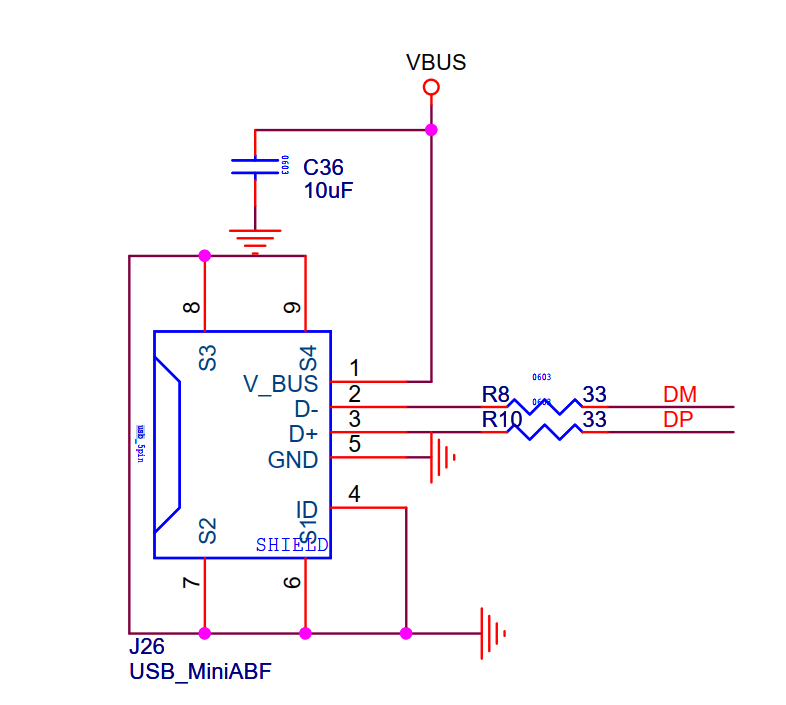 VBUS
0603
C36
10uF
8
9
S3
S4
1
V_BUS
2
D-
R8
0603
0603
33
DM
3
D+
R10
33
DP
5
GND
usb_5pin
4
ID
S2
S1
SHIELD
7
6
J26
USB_MiniABF